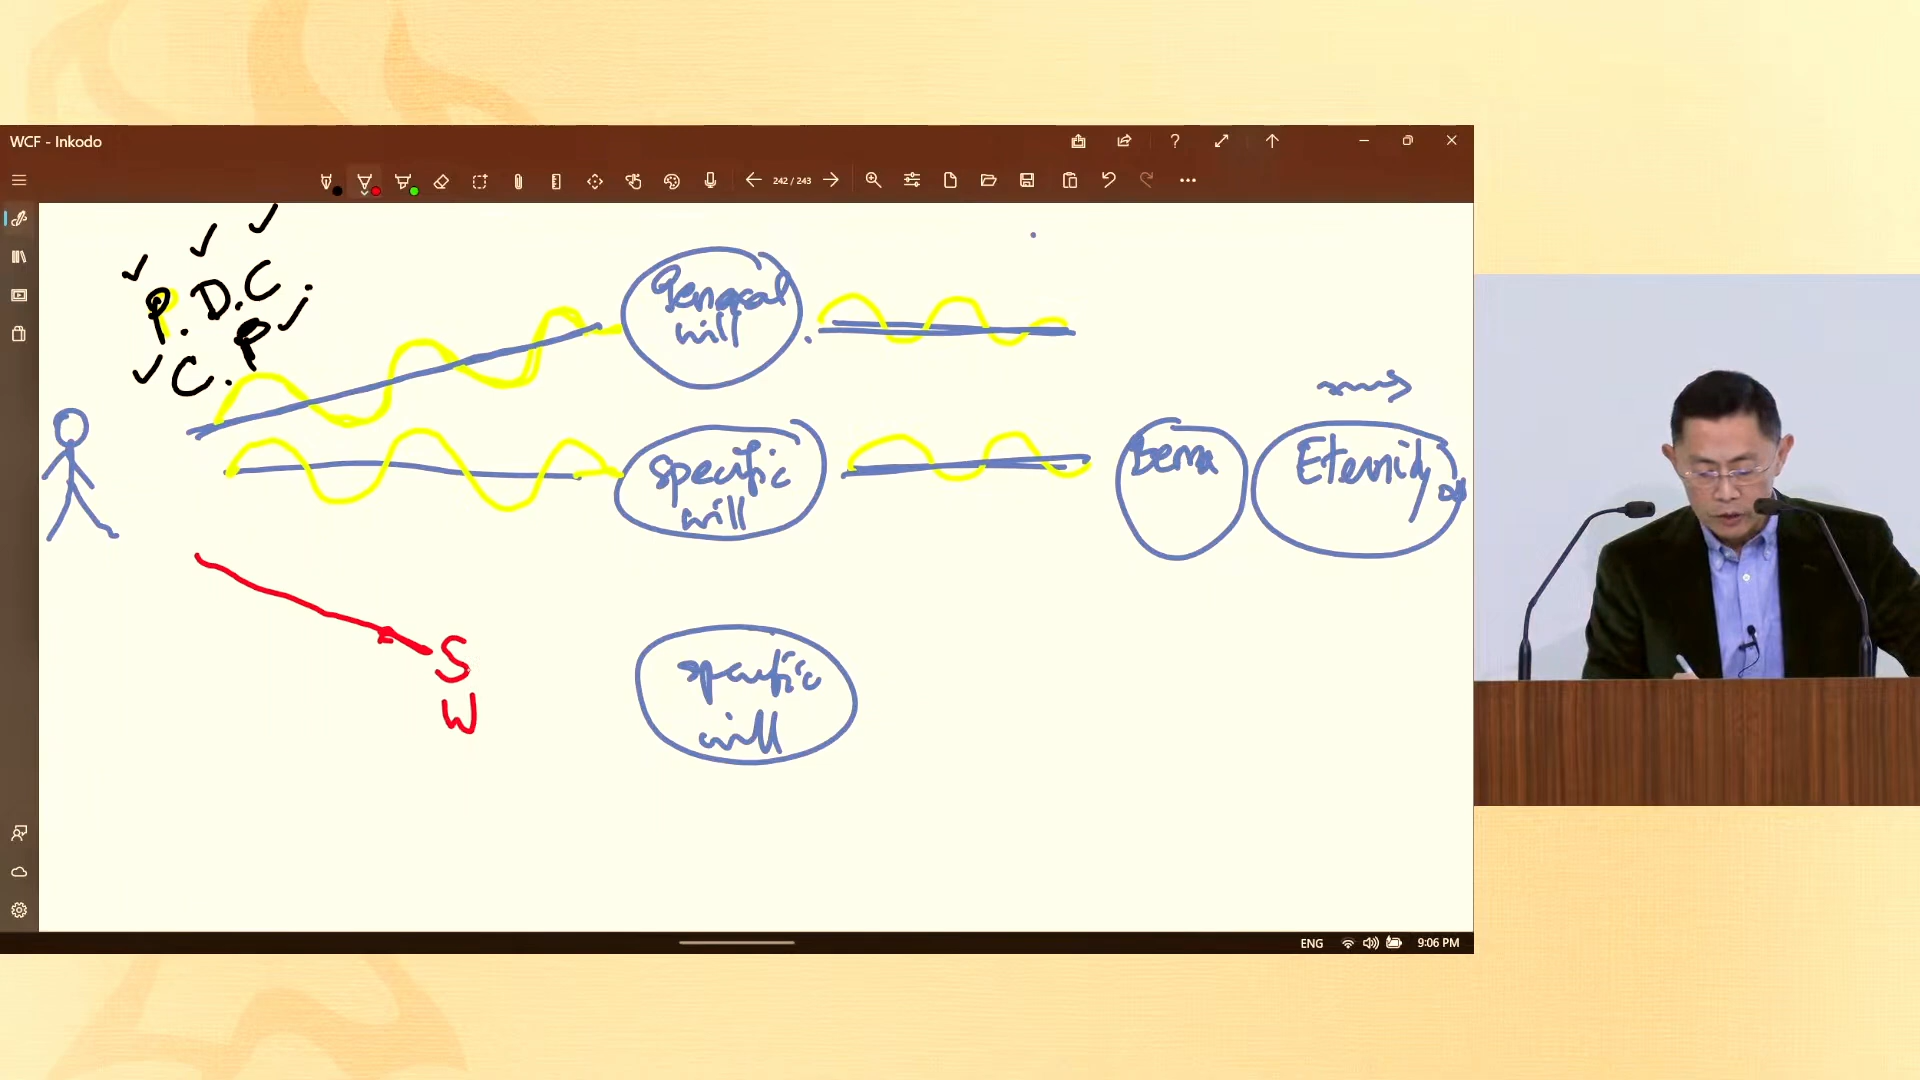 WCF - Inkodo
242 / 243
P. D. C.
C. P
General
will
specific
will
bema
Eternity
S
W
specific
will
ENG
9:06 PM